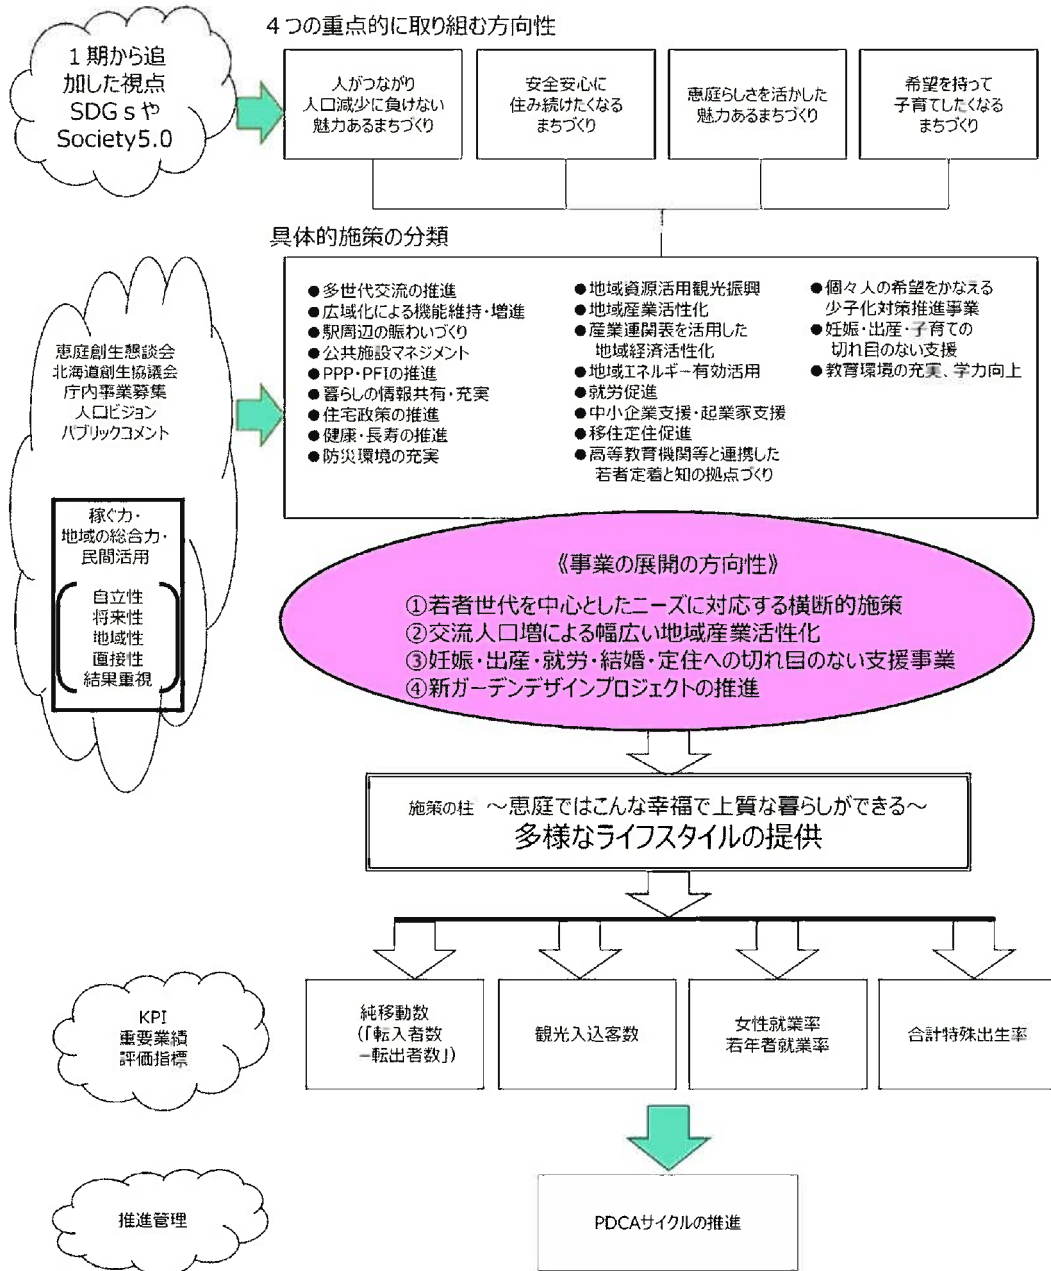 4つの重点的に取り組む方向性
1期から追
加した視点
SDGsや
Society5.0
人がつながり
人口減少に負けない
魅力あるまちづくり
安全安心に
住み続けたくなる
まちづくり
恵庭らしさを活かした
魅力あるまちづくり
希望を持って
子育てしたくなる
まちづくり
具体的施策の分類
恵庭創生懇談会
北海道創生協議会
庁内事業募集
人口ビジョン
パブリックコメント
稼ぐ力・
地域の総合力・
民間活用
自立性
将来性
地域性
直接性
結果重視
●多世代交流の推進
●広域化による機能維持・増進
●駅周辺の賑わいづくり
●公共施設マネジメント
●PPP・PFIの推進
●暮らしの情報共有・充実
●住宅政策の推進
●健康・長寿の推進
●防災環境の充実
●地域資源活用観光振興
●地域産業活性化
●産業連関表を活用した
地域経済活性化
●地域エネルギー有効活用
●就労促進
●中小企業支援・起業家支援
●移住定住促進
●高等教育機関等と連携した
若者定着と知の拠点づくり
●個々人の希望をかなえる
少子化対策推進事業
●妊娠・出産・子育ての
切れ目のない支援
●教育環境の充実、学力向上
《事業の展開の方向性》
①若者世代を中心としたニーズに対応する横断的施策
②交流人口増による幅広い地域産業活性化
③妊娠・出産・就労・結婚・定住への切れ目のない支援事業
④新ガーデンデザインプロジェクトの推進
施策の柱 ～恵庭ではこんな幸福で上質な暮らしができる～
多様なライフスタイルの提供
KPI
重要業績
評価指標
純移動数
(「転入者数
－転出者数」)
観光入込客数
女性就業率
若年者就業率
合計特殊出生率
推進管理
PDCAサイクルの推進